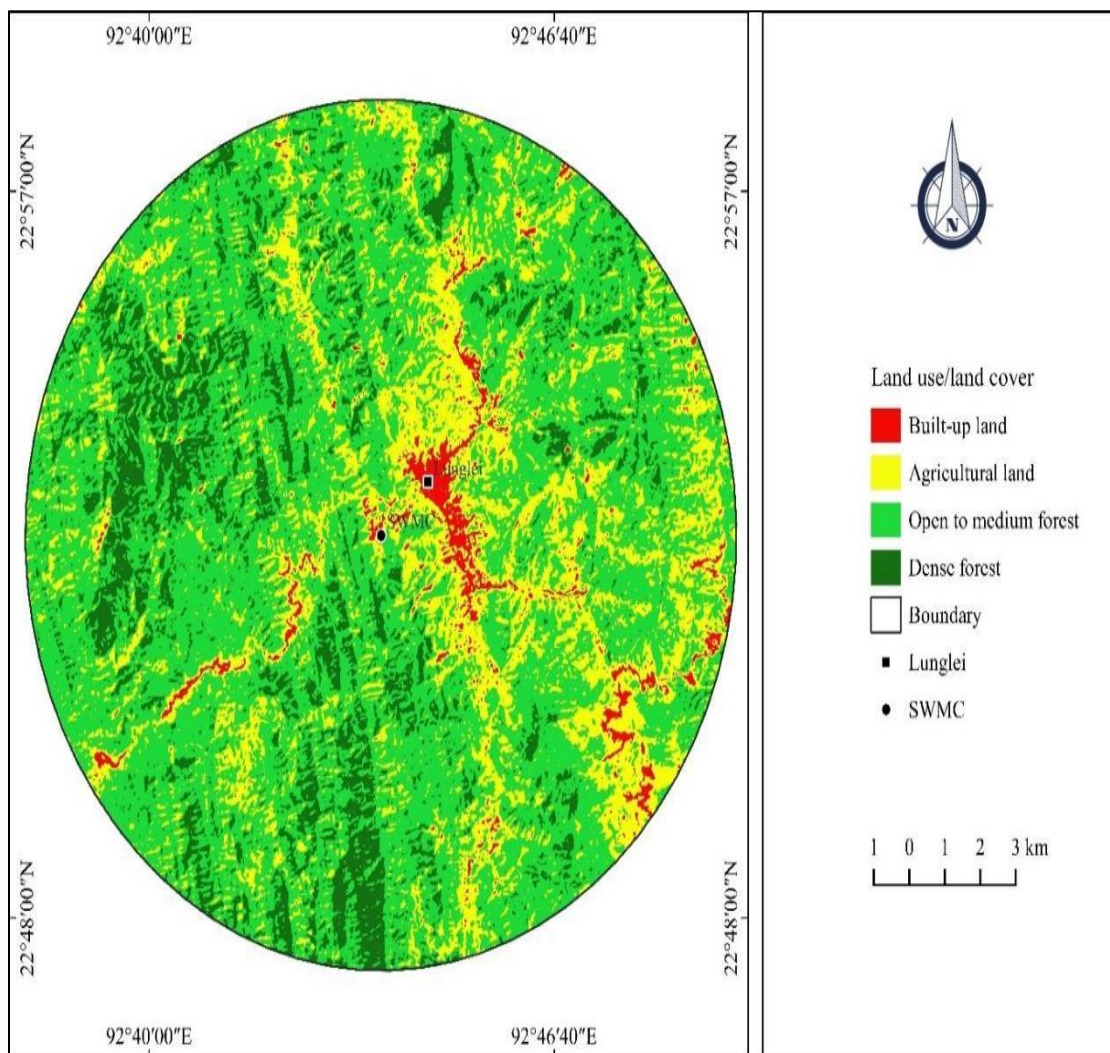 92°40′00″E 92°46′40″E
22°57′00″N 22°57′00″N
N
Land use/land cover
Built-up land
Agricultural land
Open to medium forest
Dense forest
Boundary
Lunglei
SWMC
Lunglei
SWMC
1 0 1 2 3 km
22°48′00″N 22°48′00″N
92°40′00″E 92°46′40″E